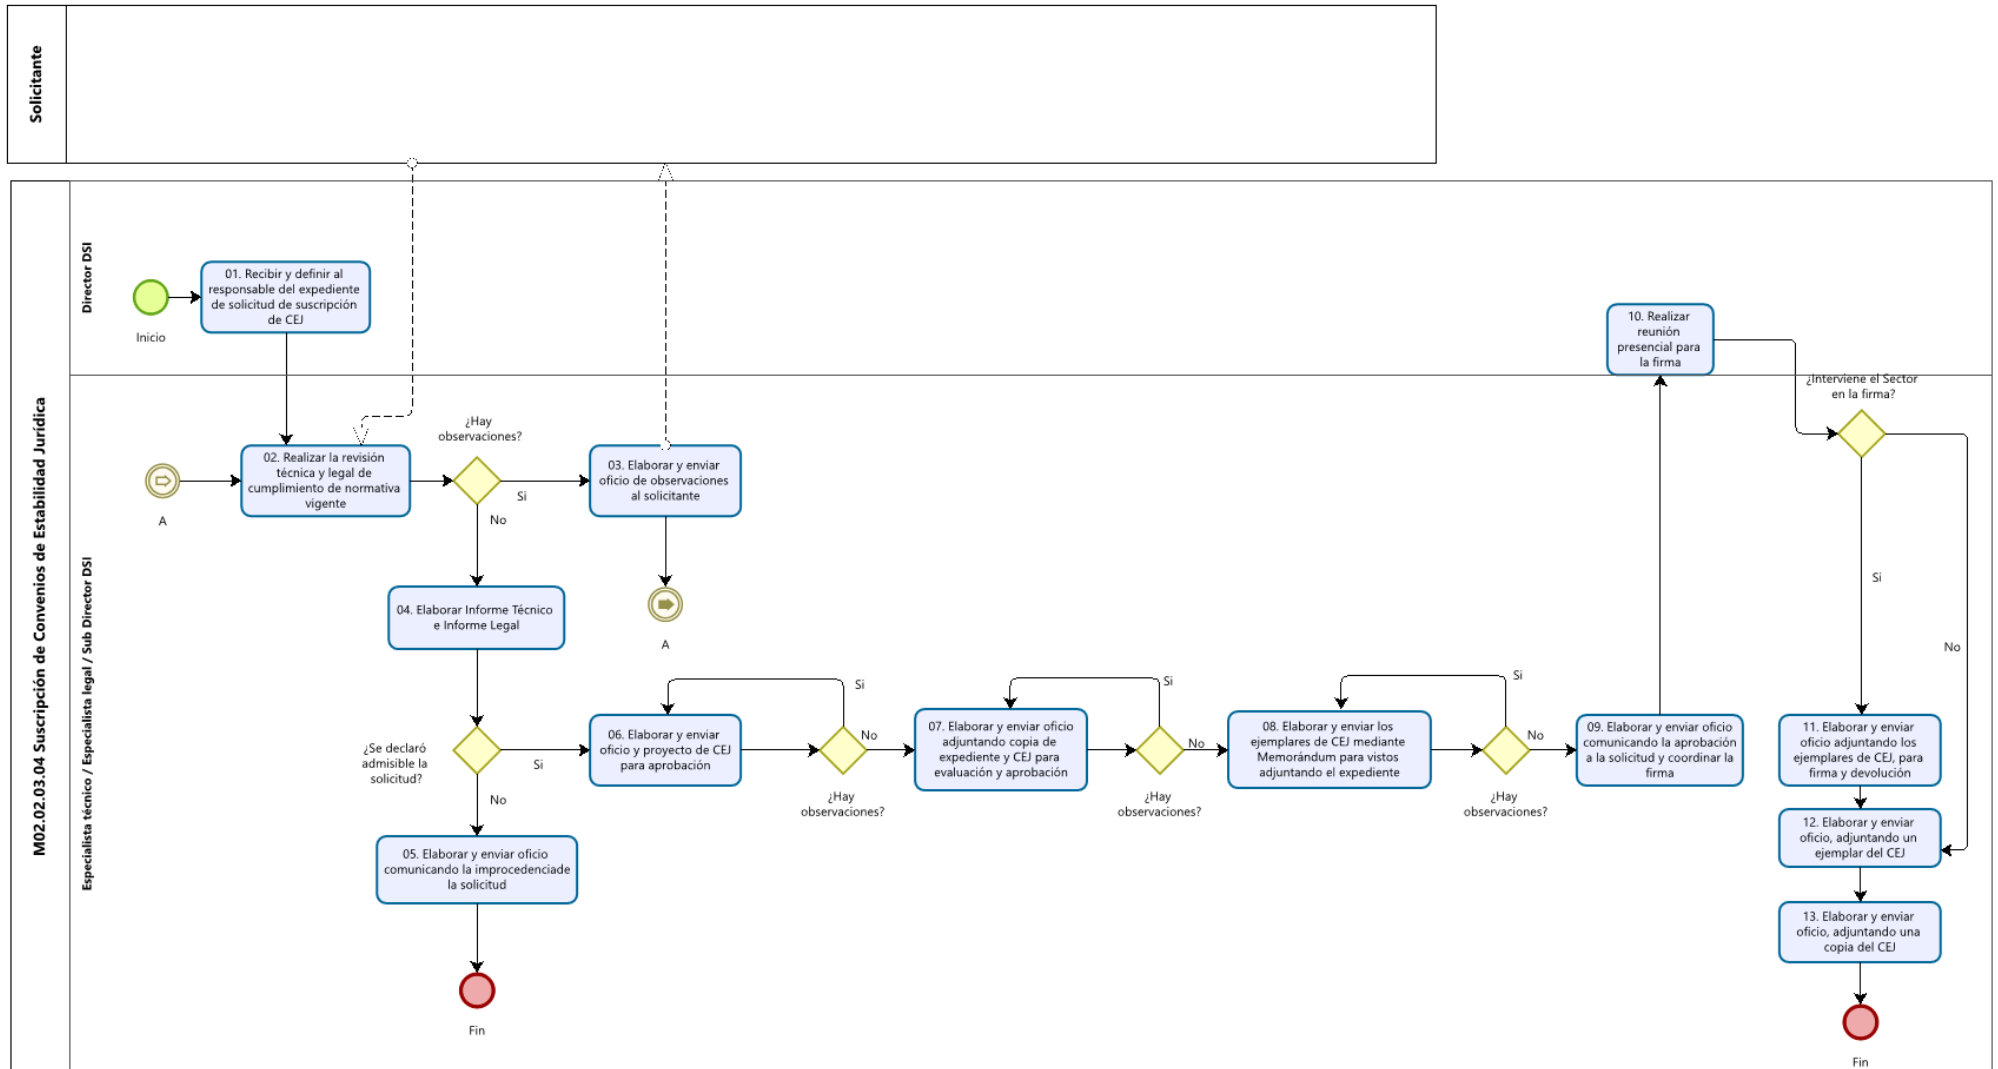 Solicitante
M02.02.03.04 Suscripción de Convenios de Estabilidad Jurídica
Director DSI
Inicio
01. Recibir y definir al
responsable del expediente
de solicitud de suscripción
de CEJ
10. Realizar
reunión
presencial para
la firma
Especialista técnico / Especialista legal / Sub Director DSI
A
02. Realizar la revisión
técnica y legal de
cumplimiento de normativa
vigente
¿Hay
observaciones?
Si
No
03. Elaborar y enviar
oficio de observaciones
al solicitante
A
04. Elaborar Informe Técnico
e Informe Legal
¿Se declaró
admisible la
solicitud?
Si
No
05. Elaborar y enviar oficio
comunicando la improcedenciade
la solicitud
Fin
06. Elaborar y enviar
oficio y proyecto de CEJ
para aprobación
Si
No
¿Hay
observaciones?
07. Elaborar y enviar oficio
adjuntando copia de
expediente y CEJ para
evaluación y aprobación
Si
No
¿Hay
observaciones?
08. Elaborar y enviar los
ejemplares de CEJ mediante
Memorándum para vistos
adjuntando el expediente
Si
No
¿Hay
observaciones?
09. Elaborar y enviar oficio
comunicando la aprobación
a la solicitud y coordinar la
firma
¿Interviene el Sector
en la firma?
Si
No
11. Elaborar y enviar
oficio adjuntando los
ejemplares de CEJ, para
firma y devolución
12. Elaborar y enviar
oficio, adjuntando un
ejemplar del CEJ
13. Elaborar y enviar
oficio, adjuntando una
copia del CEJ
Fin